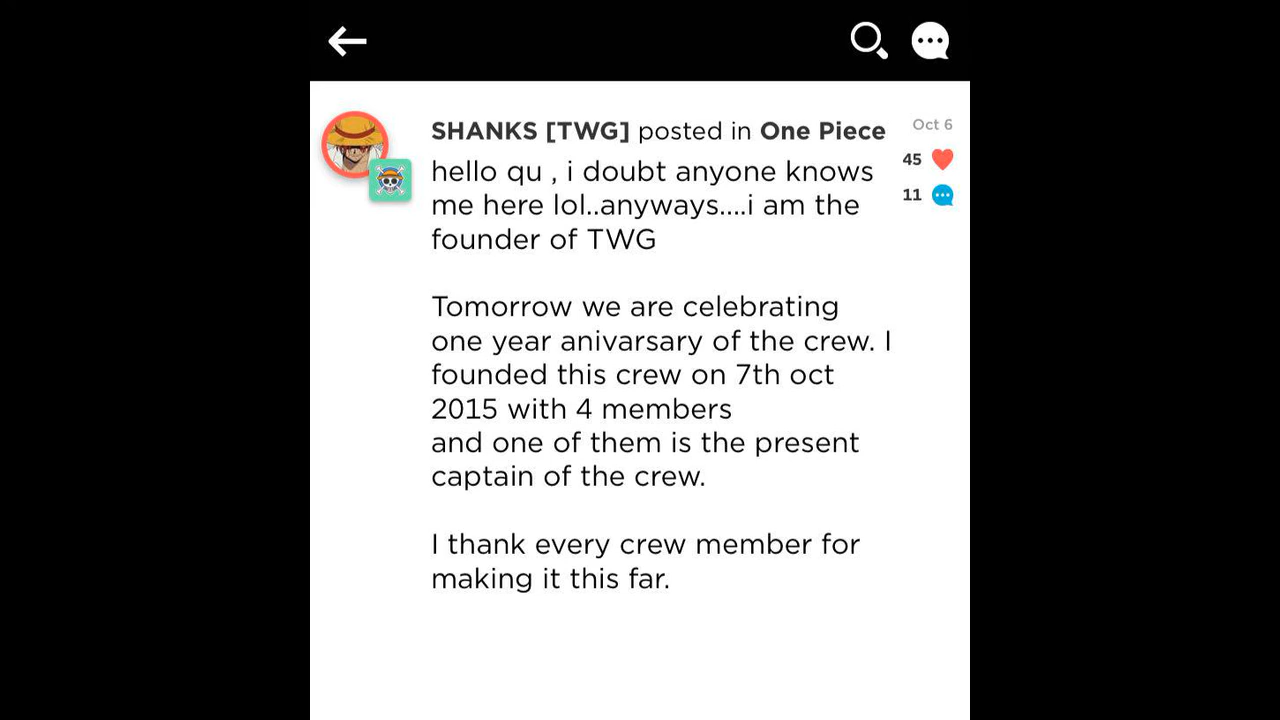 SHANKS [TWG] posted in One Piece
Oct 6
45
11
hello qu , i doubt anyone knows
me here lol..anyways....i am the
founder of TWG
Tomorrow we are celebrating
one year anivarsary of the crew. I
founded this crew on 7th oct
2015 with 4 members
and one of them is the present
captain of the crew.
I thank every crew member for
making it this far.